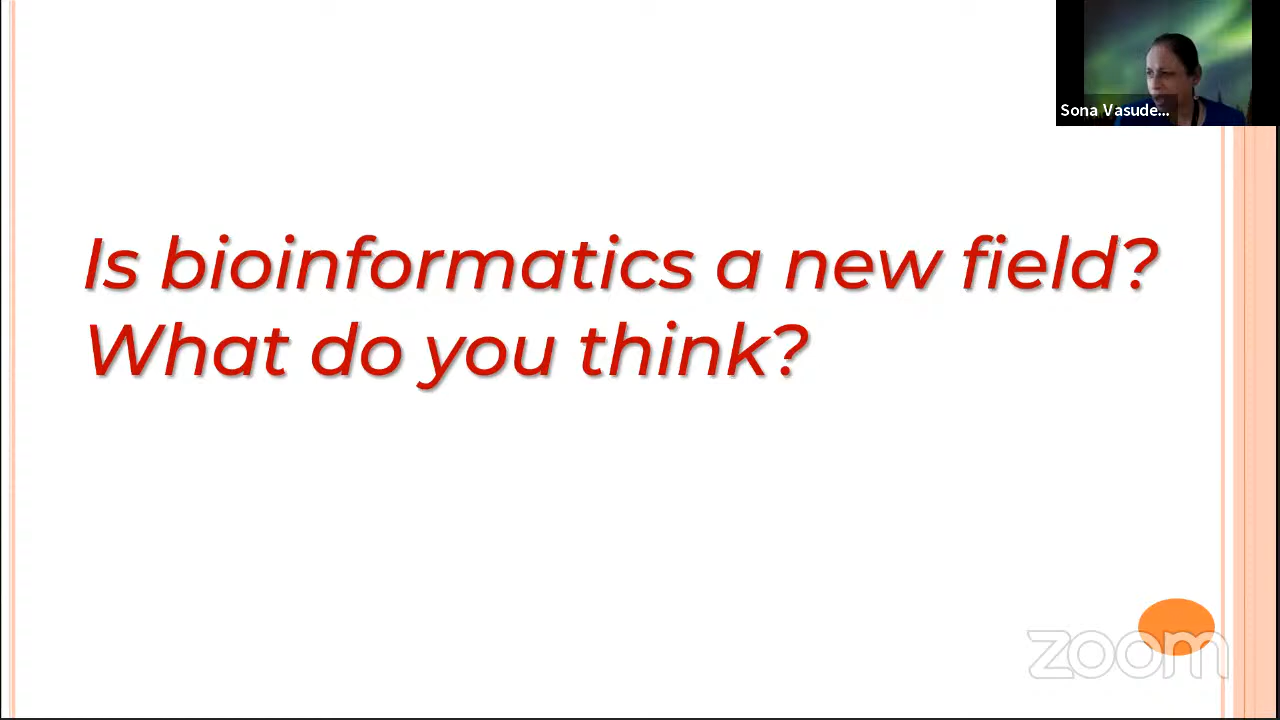 Sona Vasude...
Is bioinformatics a new field?
What do you think?
zoom